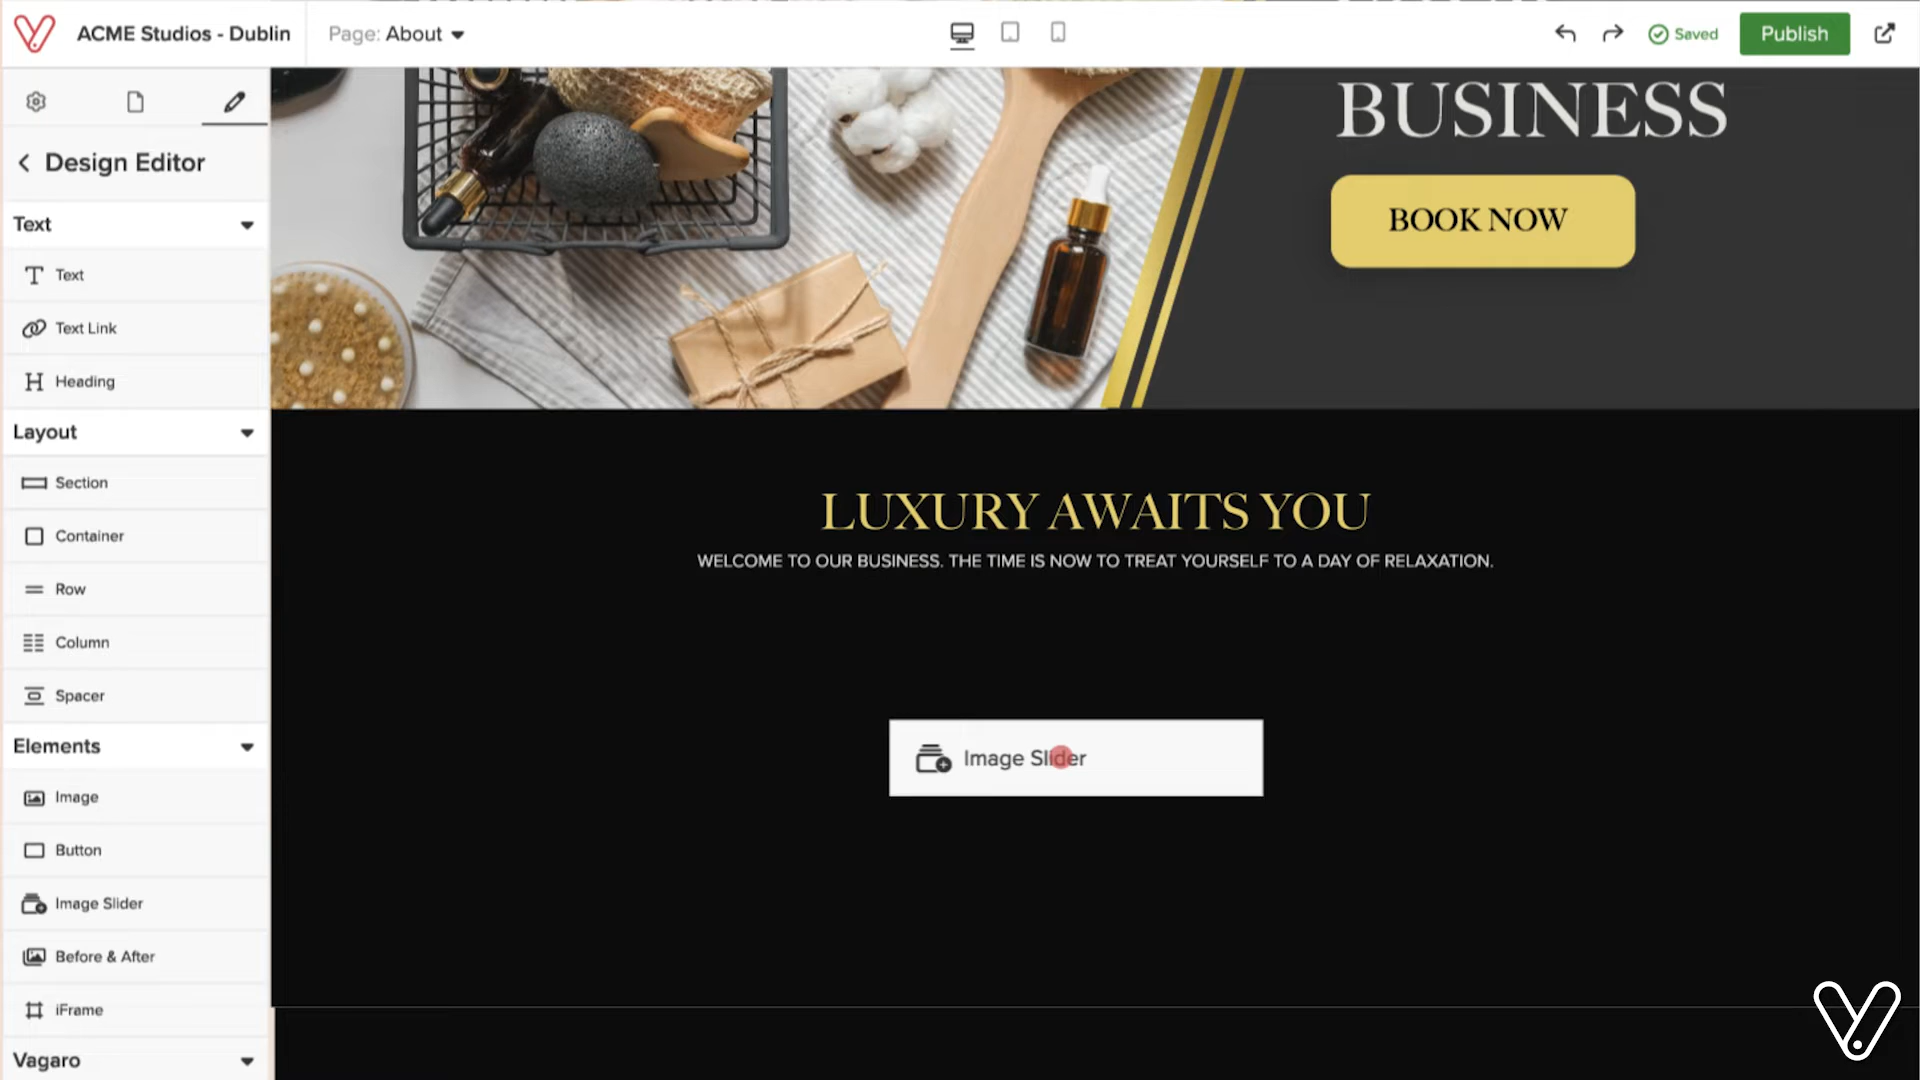 ACME Studios - Dublin
Page: About
Saved
Publish
Design Editor
Text
Text
Text Link
Heading
Layout
Section
Container
Row
Column
Spacer
Elements
Image
Button
Image Slider
Before & After
iFrame
Vagaro
BUSINESS
BOOK NOW
LUXURY AWAITS YOU
WELCOME TO OUR BUSINESS. THE TIME IS NOW TO TREAT YOURSELF TO A DAY OF RELAXATION.
Image Slider